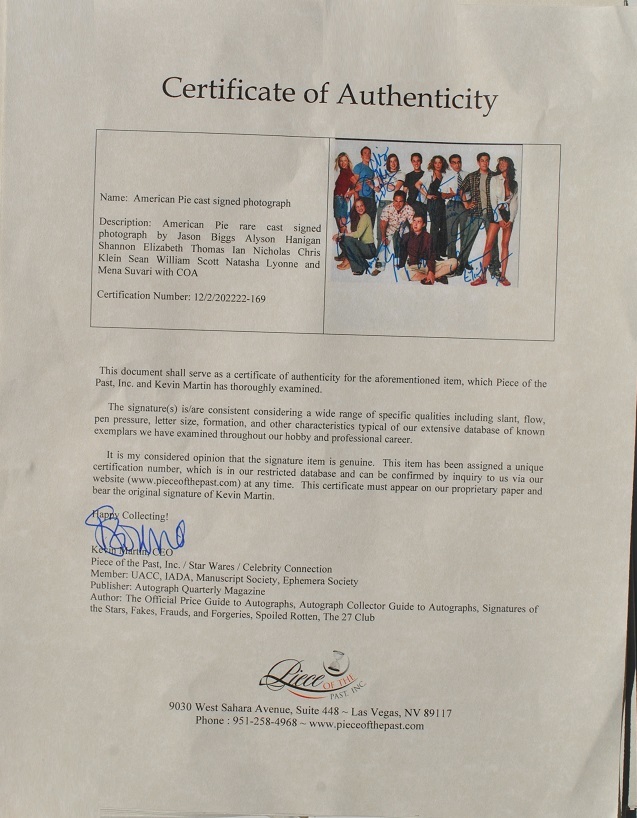 Certificate of Authenticity
Name: American Pie cast signed photograph
Description: American Pie rare cast signed
photograph by Jason Biggs Alyson Hanigan
Shannon Elizabeth Thomas Ian Nicholas Chris
Klein Sean William Scott Natasha Lyonne and
Mena Suvari with COA
Certification Number: 12/2/202222-169
This document shall serve as a certificate of authenticity for the aforementioned item, which Piece of the
Past, Inc. and Kevin Martin has thoroughly examined.
The signature(s) is/are consistent considering a wide range of specific qualities including slant, flow,
pen pressure, letter size, formation, and other characteristics typical of our extensive database of known
exemplars we have examined throughout our hobby and professional career.
It is my considered opinion that the signature item is genuine. This item has been assigned a unique
certification number, which is in our restricted database and can be confirmed by inquiry to us via our
website (www.pieceofthepast.com) at any time. This certificate must appear on our proprietary paper and
bear the original signature of Kevin Martin.
Happy Collecting!
Kevin Martin, CEO
Piece of the Past, Inc. / Star Wares / Celebrity Connection
Member: UACC, IADA, Manuscript Society, Ephemera Society
Publisher: Autograph Quarterly Magazine
Author: The Official Price Guide to Autographs, Autograph Collector Guide to Autographs, Signatures of
the Stars, Fakes, Frauds, and Forgeries, Spoiled Rotten, The 27 Club
Piece OF THE
PAST, INC
9030 West Sahara Avenue, Suite 448 ~ Las Vegas, NV 89117
Phone : 951-258-4968 ~ www.pieceofthepast.com